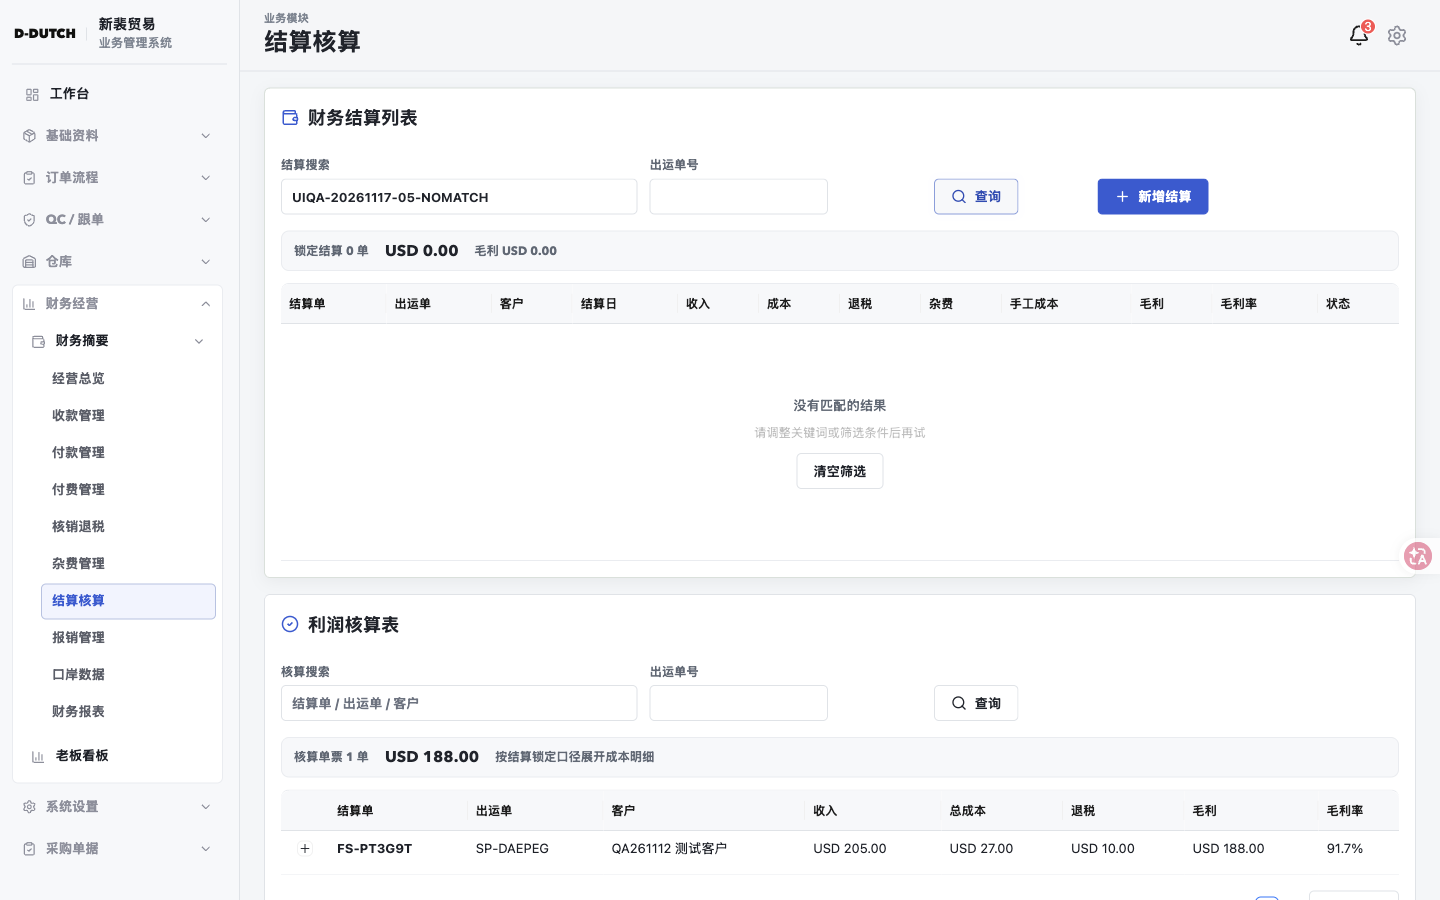 D-DUTCH
新裴贸易
业务管理系统
工作台
基础资料
订单流程
QC / 跟单
仓库
财务经营
财务摘要
经营总览
收款管理
付款管理
付费管理
核销退税
杂费管理
结算核算
报销管理
口岸数据
财务报表
老板看板
系统设置
采购单据
业务模块
结算核算
3
财务结算列表
结算搜索 出运单号
UIQA-20261117-05-NOMATCH 查询 新增结算
锁定结算 0 单 USD 0.00 毛利 USD 0.00
结算单 出运单 客户 结算日 收入 成本 退税 杂费 手工成本 毛利 毛利率 状态
没有匹配的结果
请调整关键词或筛选条件后再试
清空筛选
利润核算表
核算搜索 出运单号
结算单 / 出运单 / 客户 查询
核算单票 1 单 USD 188.00 按结算锁定口径展开成本明细
结算单 出运单 客户 收入 总成本 退税 毛利 毛利率
FS-PT3G9T SP-DAEPEG QA261112 测试客户 USD 205.00 USD 27.00 USD 10.00 USD 188.00 91.7%